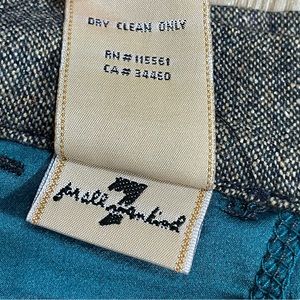 DRY CLEAN ONLY
RN# 115561
CA# 34460
7
for all mankind